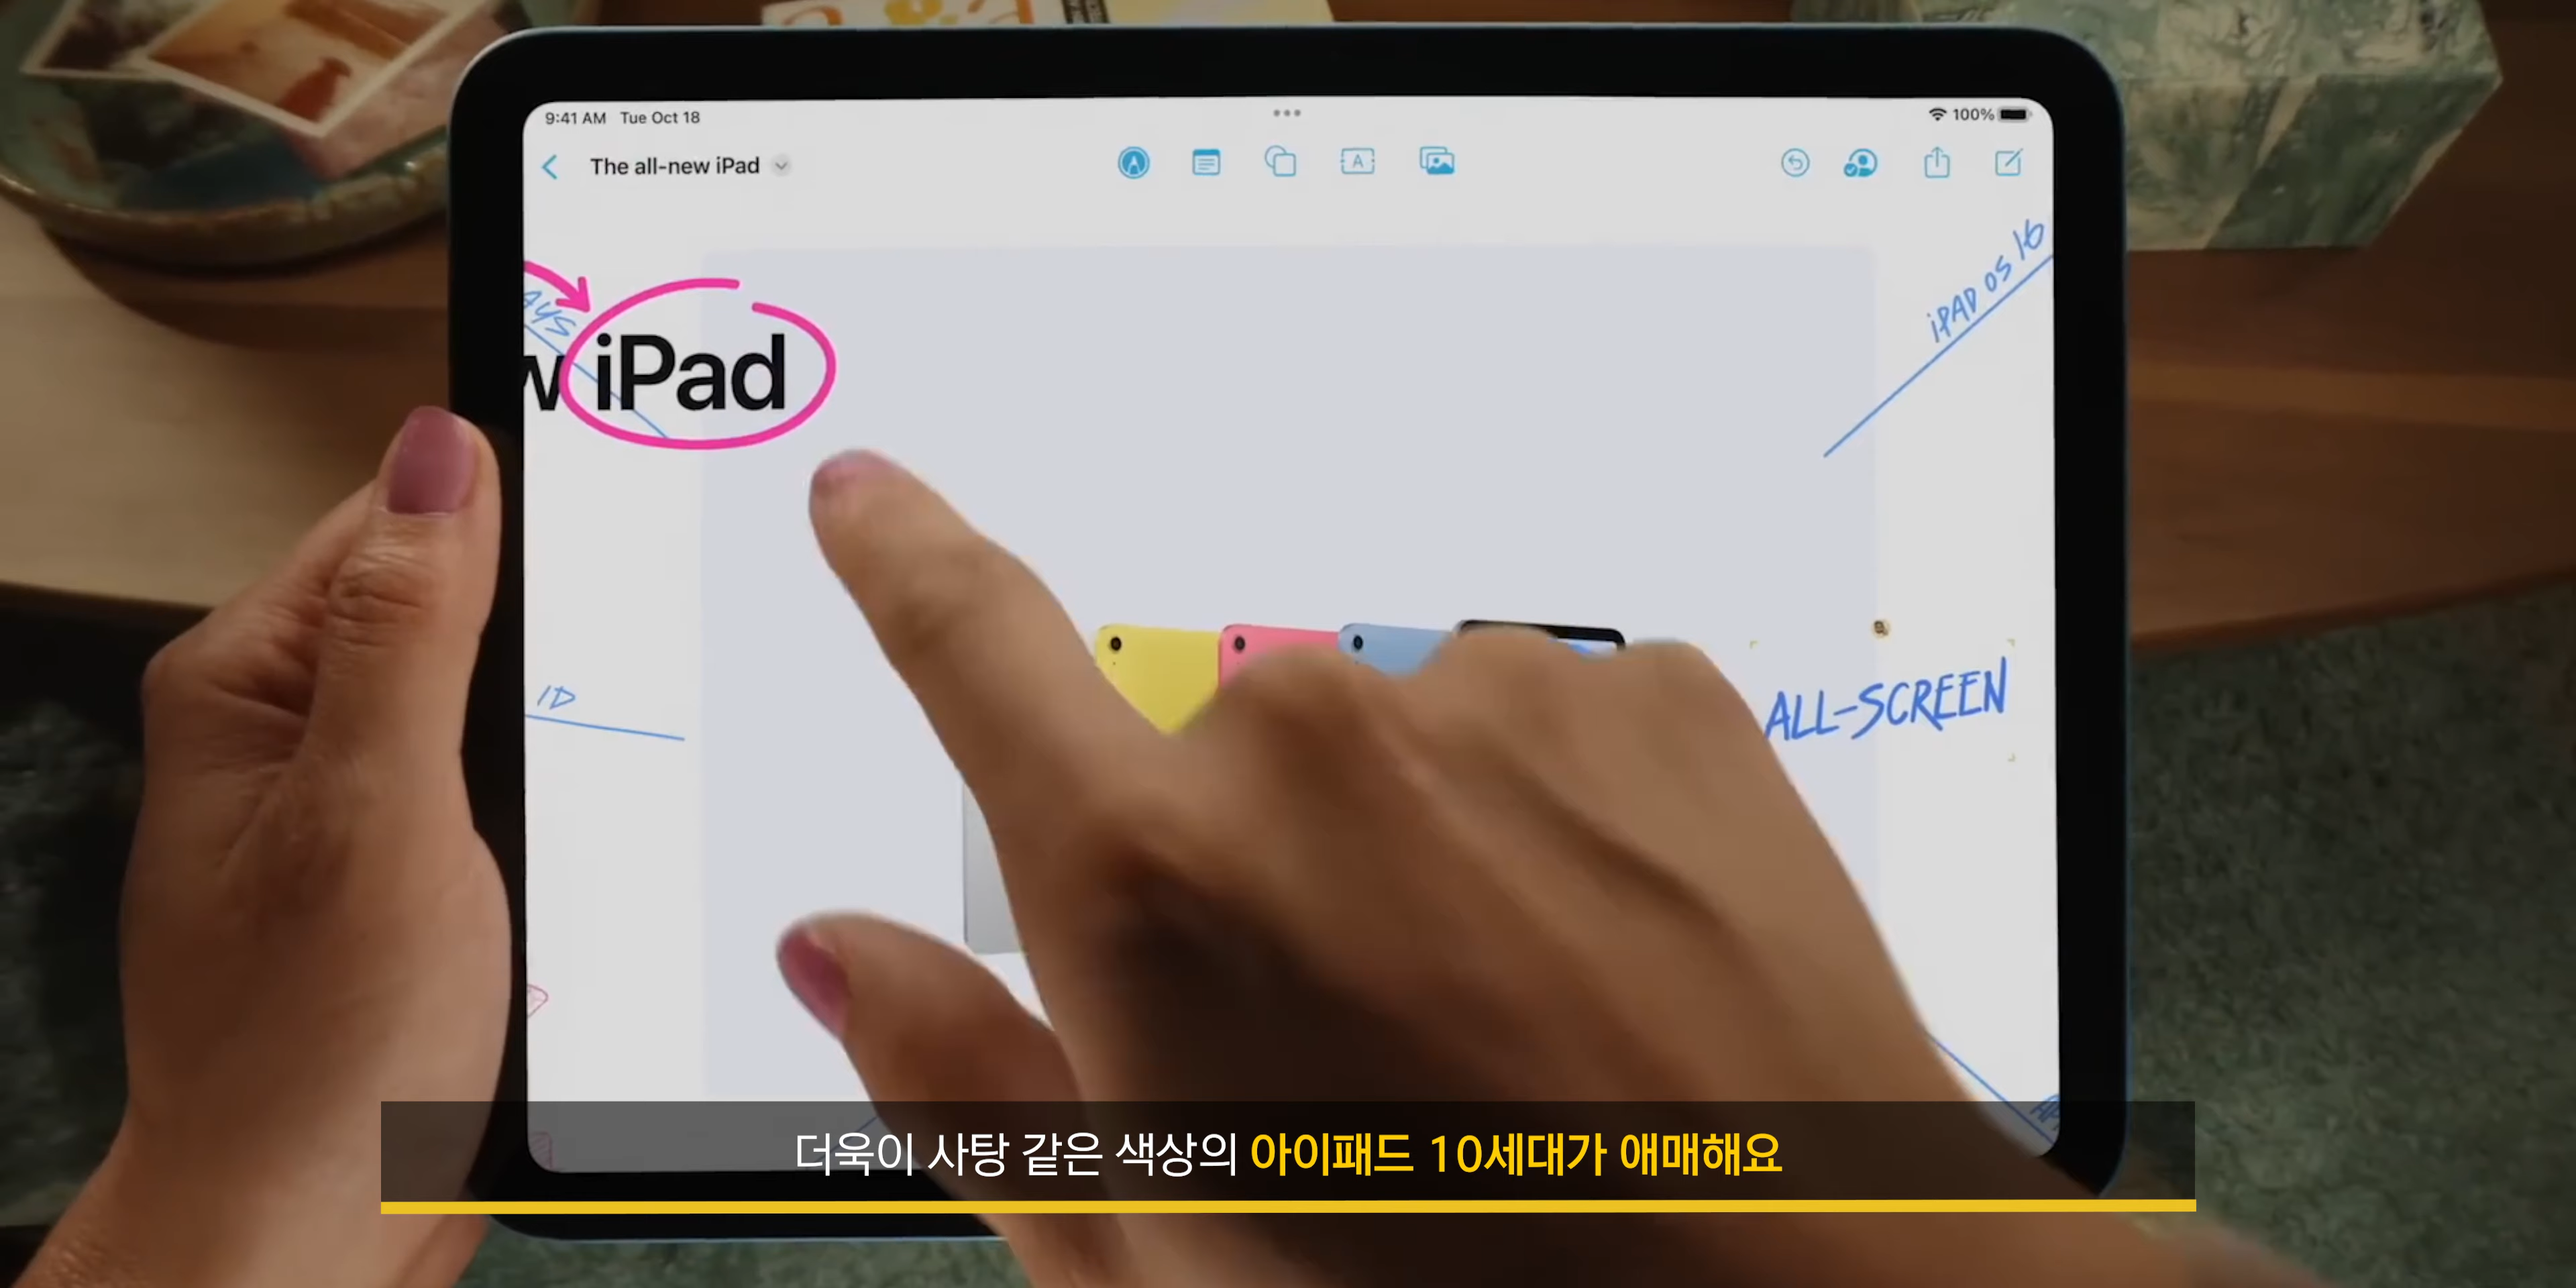 9:41 AM Tue Oct 18
100%
The all-new iPad
A
iPAD OS 16
AYS
w iPad
ID
ALL-SCREEN
더욱이 사탕 같은 색상의 아이패드 10세대가 애매해요